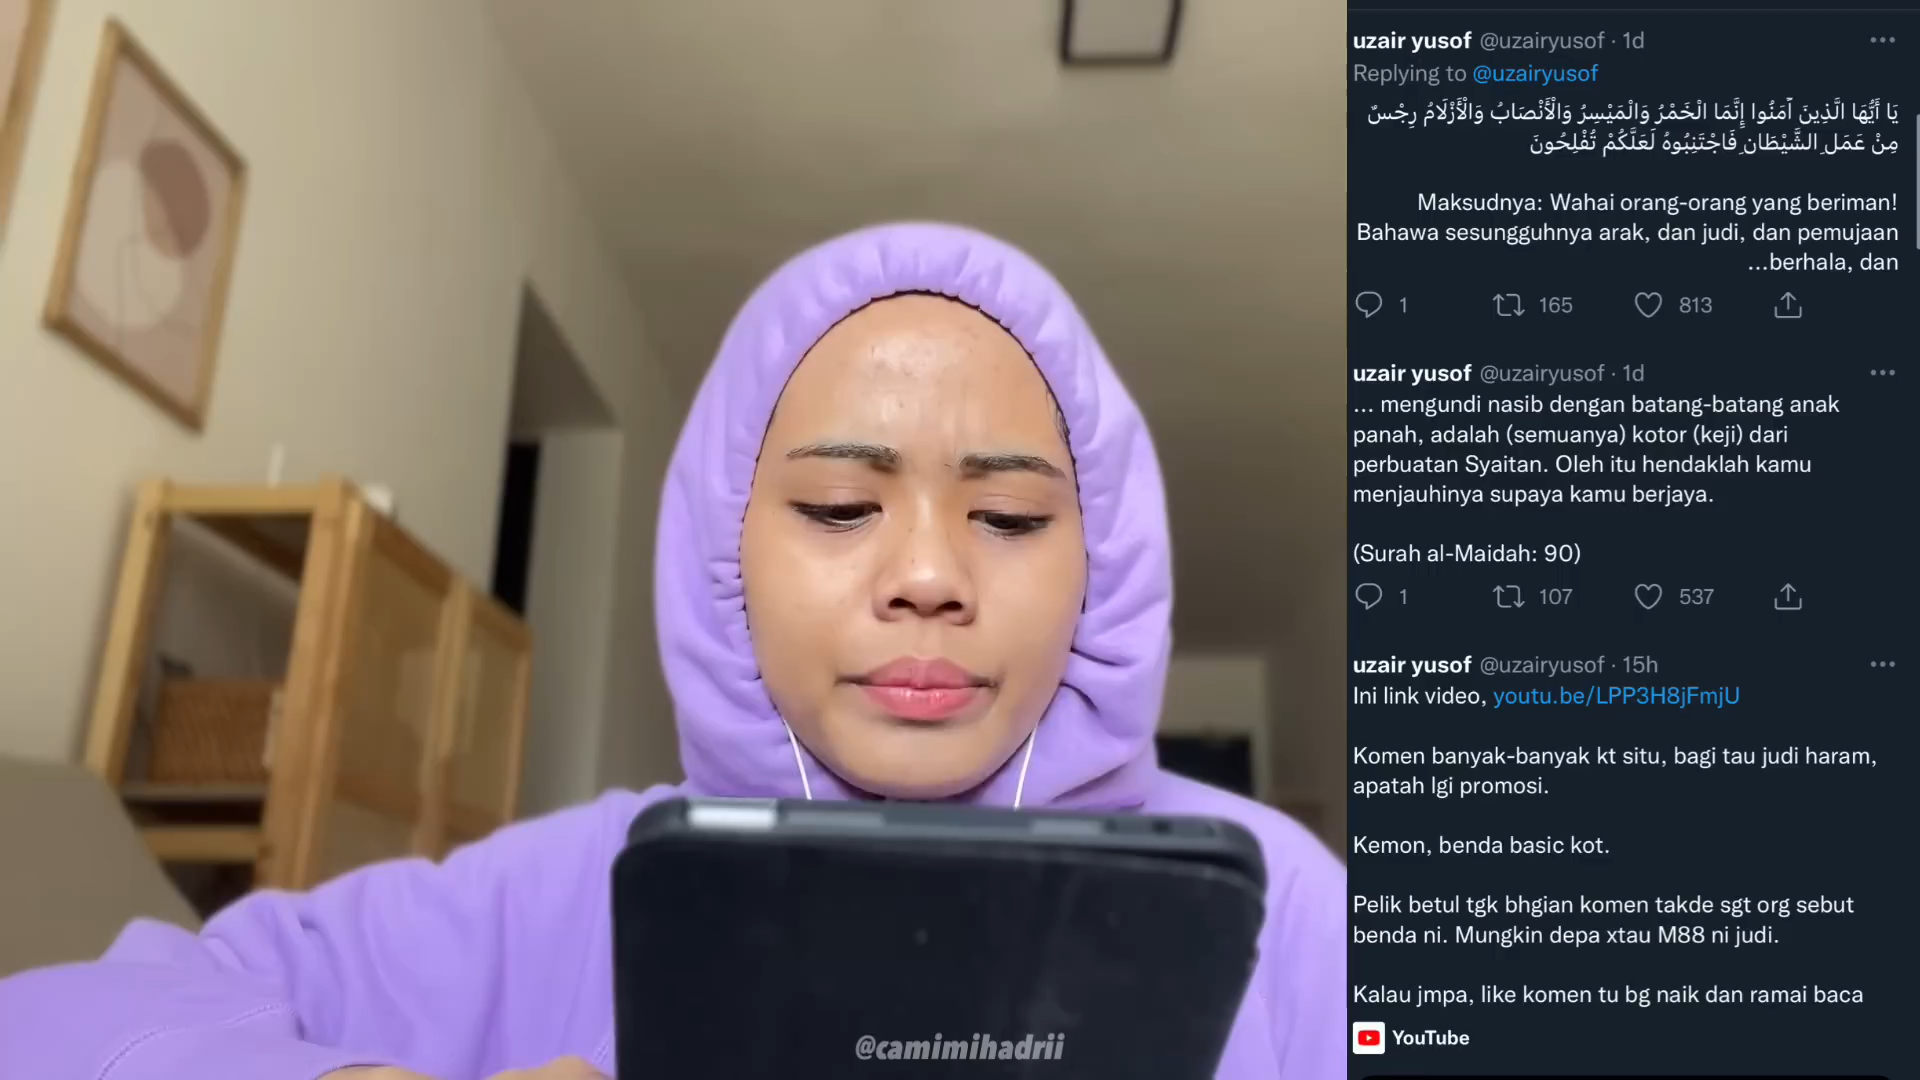 uzair yusof @uzairyusof · 1d
Replying to @uzairyusof
يَا أَيُّهَا الَّذِينَ آمَنُوا إِنَّمَا الْخَمْرُ وَالْمَيْسِرُ وَالْأَنْصَابُ وَالْأَزْلَامُ رِجْسٌ
مِنْ عَمَلِ الشَّيْطَانِ فَاجْتَنِبُوهُ لَعَلَّكُمْ تُفْلِحُونَ
Maksudnya: Wahai orang-orang yang beriman!
Bahawa sesungguhnya arak, dan judi, dan pemujaan
...berhala, dan
1 165 813
uzair yusof @uzairyusof · 1d
... mengundi nasib dengan batang-batang anak
panah, adalah (semuanya) kotor (keji) dari
perbuatan Syaitan. Oleh itu hendaklah kamu
menjauhinya supaya kamu berjaya.
(Surah al-Maidah: 90)
1 107 537
uzair yusof @uzairyusof · 15h
Ini link video, youtu.be/LPP3H8jFmjU
Komen banyak-banyak kt situ, bagi tau judi haram,
apatah lgi promosi.
Kemon, benda basic kot.
Pelik betul tgk bhgian komen takde sgt org sebut
benda ni. Mungkin depa xtau M88 ni judi.
Kalau jmpa, like komen tu bg naik dan ramai baca
YouTube
@camimihadrii